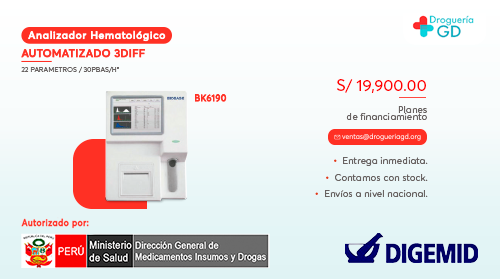 Analizador Hematológico
AUTOMATIZADO 3DIFF
22 PARAMETROS / 30PBAS/H"
Droguería
GD
BIOBASE
BK6190
S/ 19,900.00
Planes
de financiamiento
ventas@drogueriagd.org
• Entrega inmediata.
• Contamos con stock.
• Envíos a nivel nacional.
Autorizado por:
PERÚ
Ministerio
de Salud
Dirección General de
Medicamentos Insumos y Drogas
DIGEMID